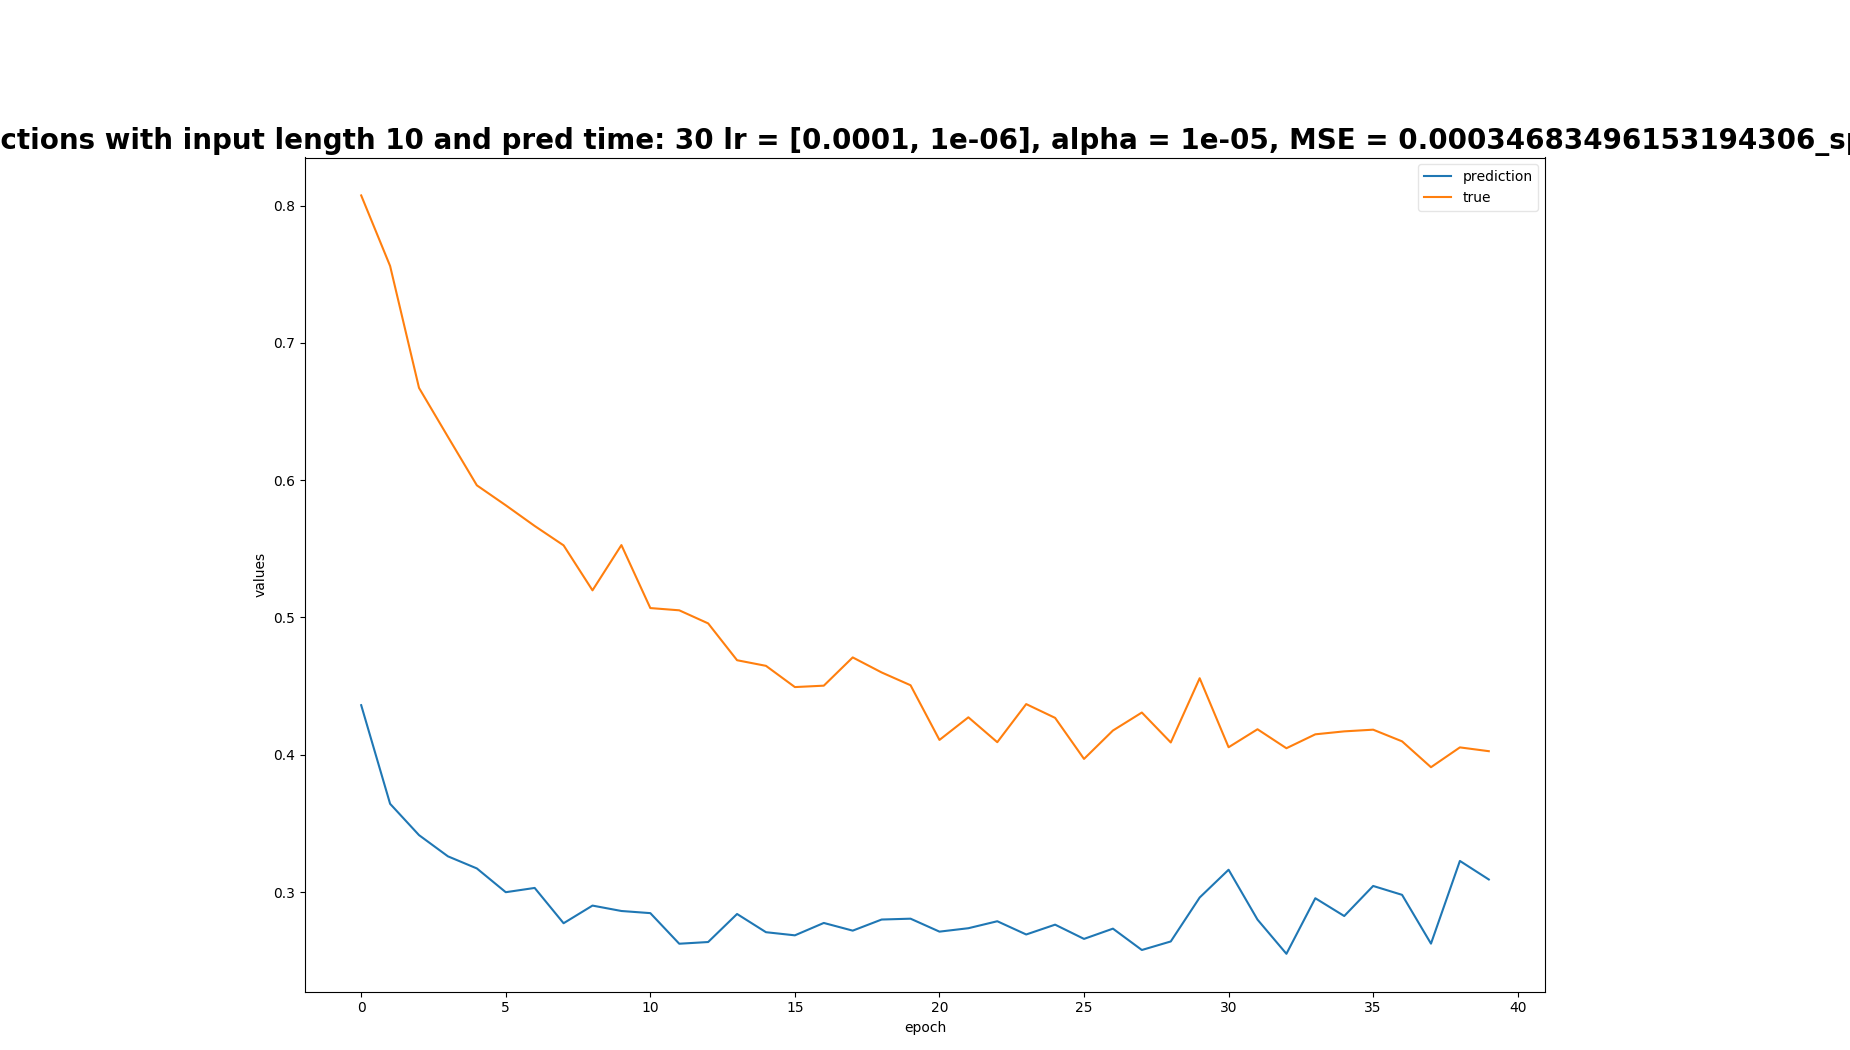 ctions with input length 10 and pred time: 30 lr = [0.0001, 1e-06], alpha = 1e-05, MSE = 0.00034683496153194306_sp
prediction
true
0.8
0.7
0.6
0.5
0.4
0.3
values
0 5 10 15 20 25 30 35 40
epoch